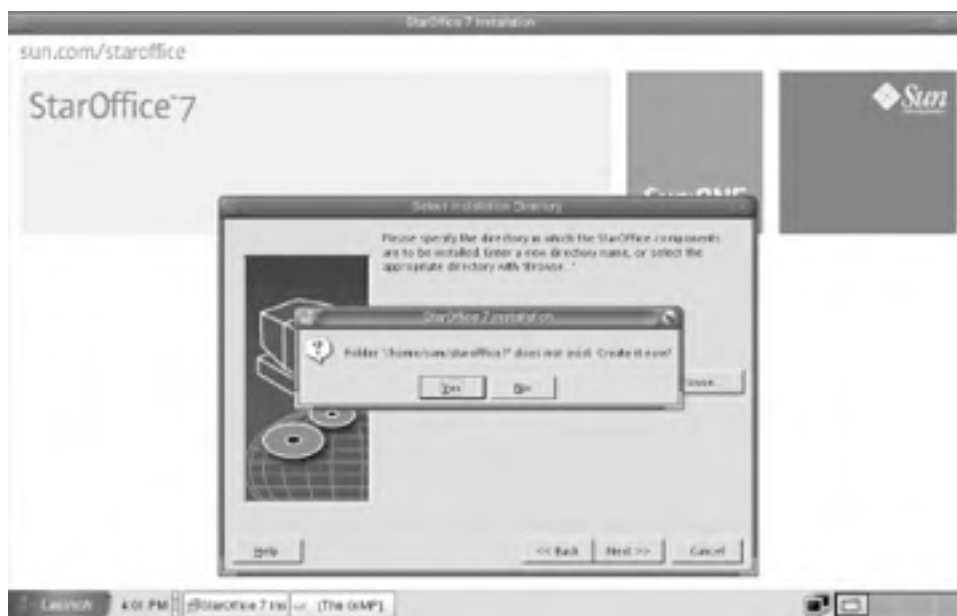 StarOffice 7 Installation
sun.com/staroffice
StarOffice™7
Sun
Select Installation Directory
Please specify the directory in which the StarOffice components
are to be installed. Enter a new directory name, or select the
appropriate directory with 'Browse...'
StarOffice 7 Installation
Folder "/home/sun/staroffice7" does not exist. Create it now?
Yes
No
Help
<< Back
Next >>
Cancel
Launch
4:01 PM
StarOffice 7 Ins
(The GIMP)